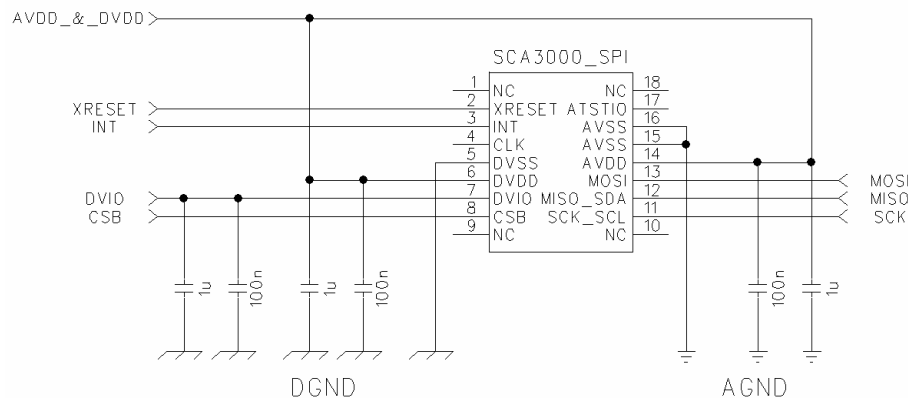 AVDD_&_DVDD
SCA3000_SPI
1 NC NC 18
XRESET 2 XRESET ATSTIO 17
INT 3 INT AVSS 16
4 CLK AVSS 15
5 DVSS AVDD 14
6 DVDD MOSI 13 MOSI
DVIO 7 DVIO MISO_SDA 12 MISO
CSB 8 CSB SCK_SCL 11 SCK
9 NC NC 10
1u 100n 1u 100n 100n 1u
DGND AGND